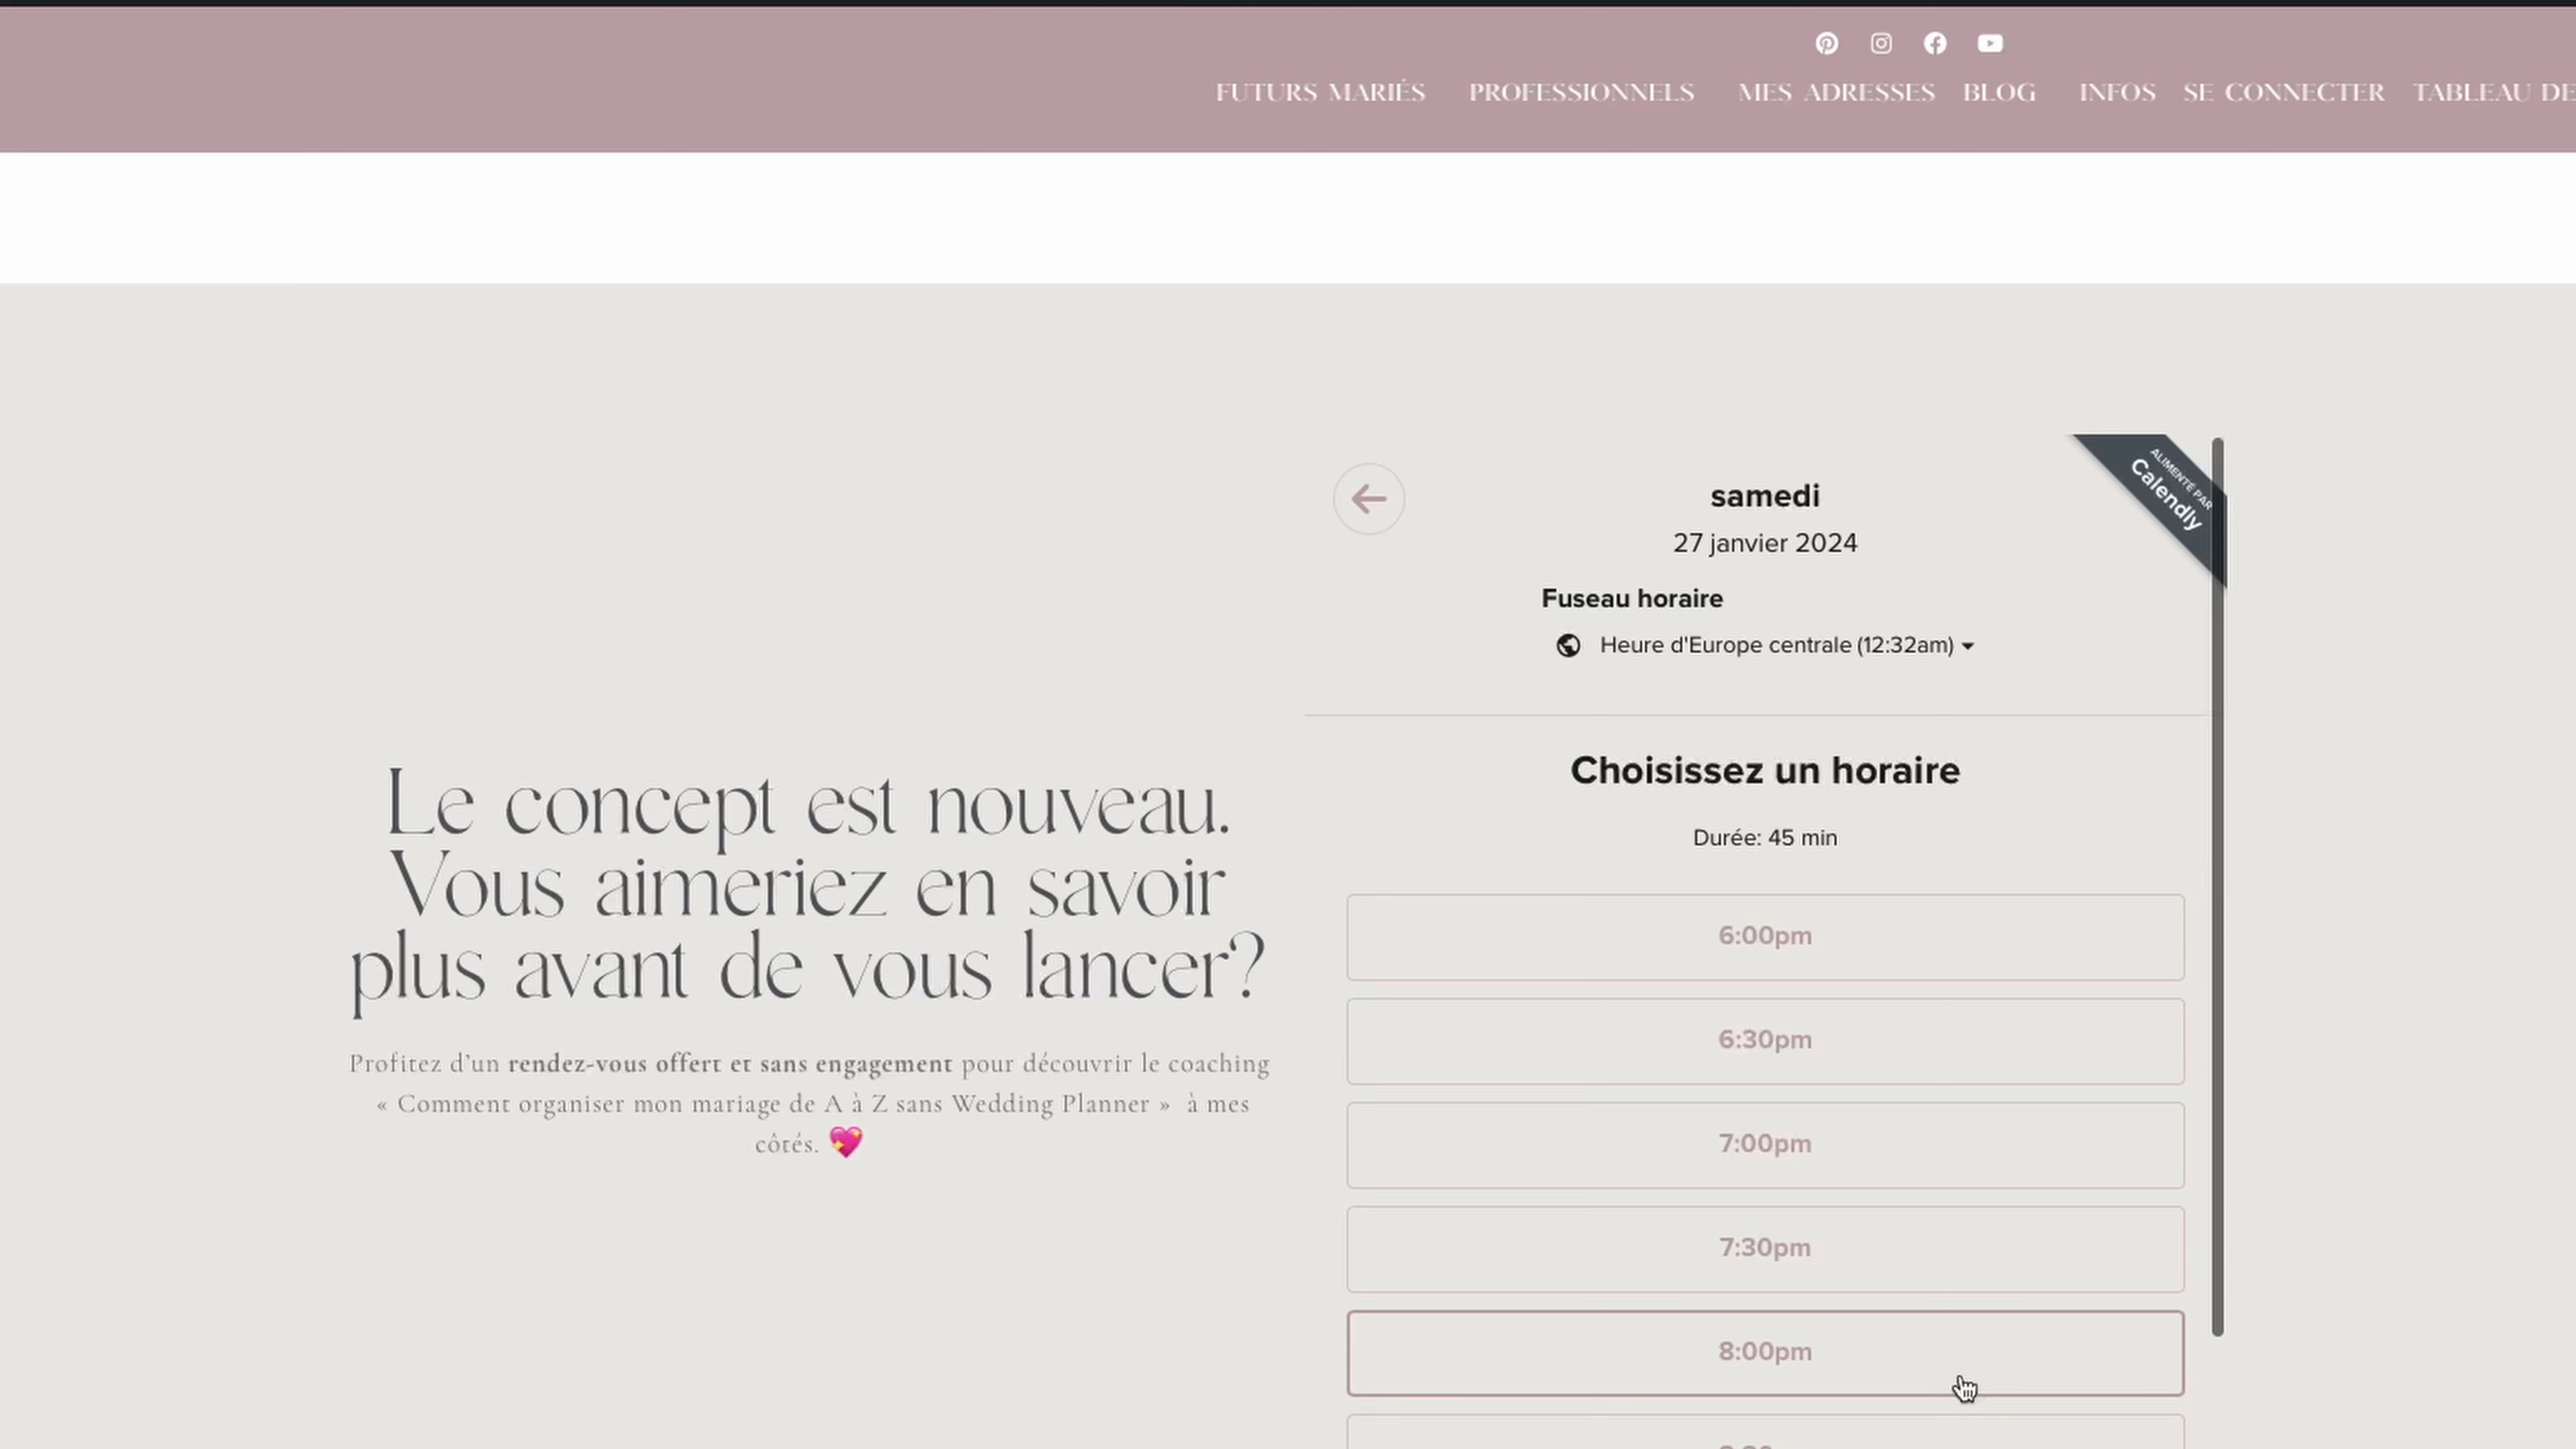 FUTURS MARIÉS PROFESSIONNELS MES ADRESSES BLOG INFOS SE CONNECTER TABLEAU DE
ALIMENTÉ PAR
Calendly
samedi
27 janvier 2024
Fuseau horaire
Heure d'Europe centrale (12:32am)
Choisissez un horaire
Durée: 45 min
6:00pm
6:30pm
7:00pm
7:30pm
8:00pm
Le concept est nouveau.
Vous aimeriez en savoir
plus avant de vous lancer?
Profitez d’un rendez-vous offert et sans engagement pour découvrir le coaching
« Comment organiser mon mariage de A à Z sans Wedding Planner » à mes
côtés. 💖